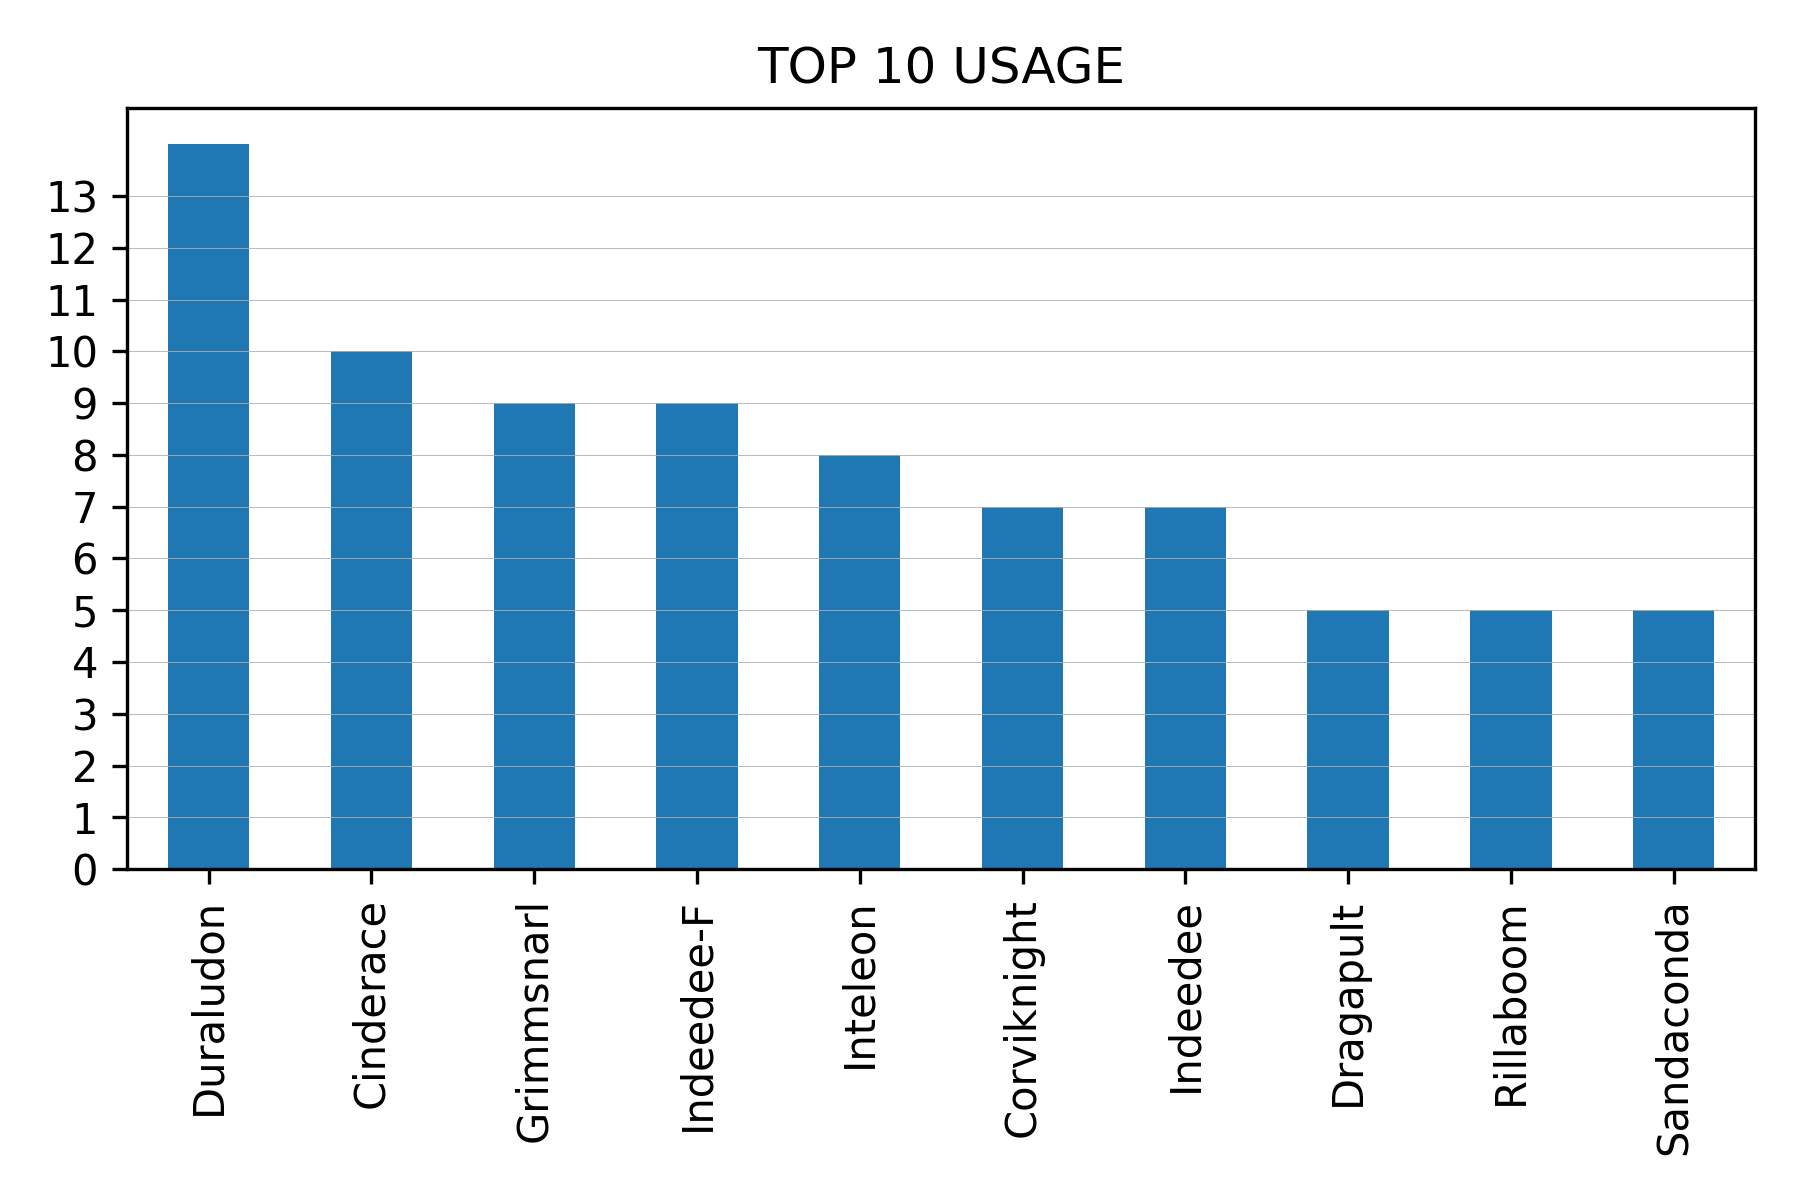 TOP 10 USAGE
13
12
11
10
9
8
7
6
5
4
3
2
1
0
Duraludon
Cinderace
Grimmsnarl
Indeedee-F
Inteleon
Corviknight
Indeedee
Dragapult
Rillaboom
Sandaconda